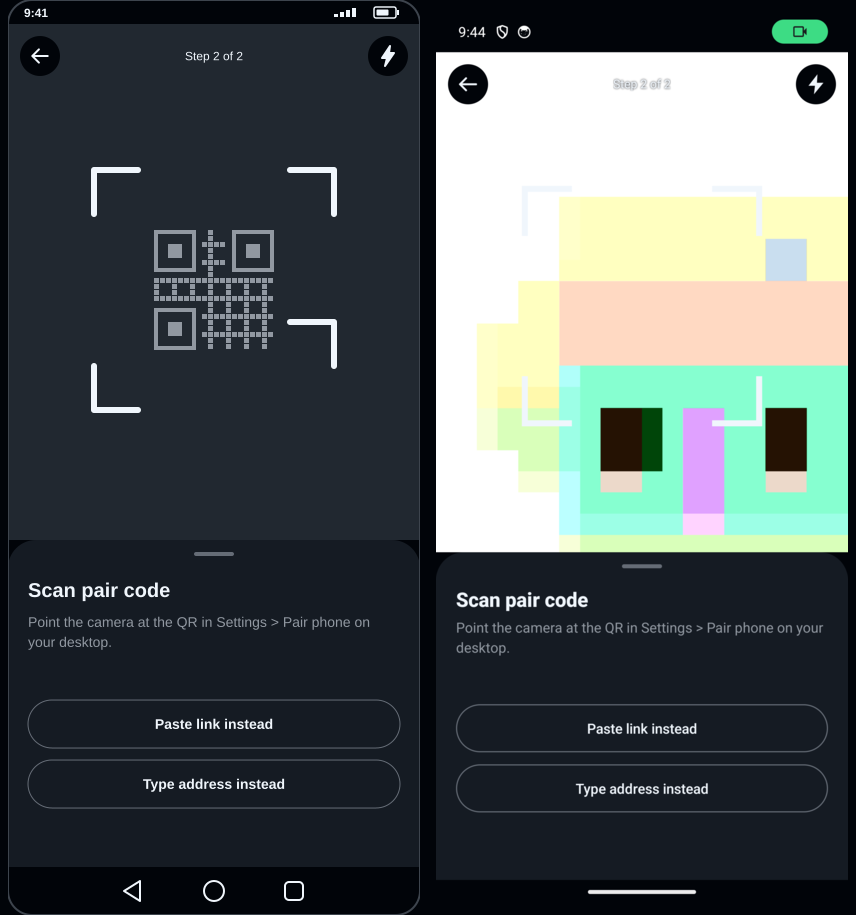 9:41
Step 2 of 2
Scan pair code
Point the camera at the QR in Settings > Pair phone on
your desktop.
Paste link instead
Type address instead
9:44
Step 2 of 2
Scan pair code
Point the camera at the QR in Settings > Pair phone on your
desktop.
Paste link instead
Type address instead